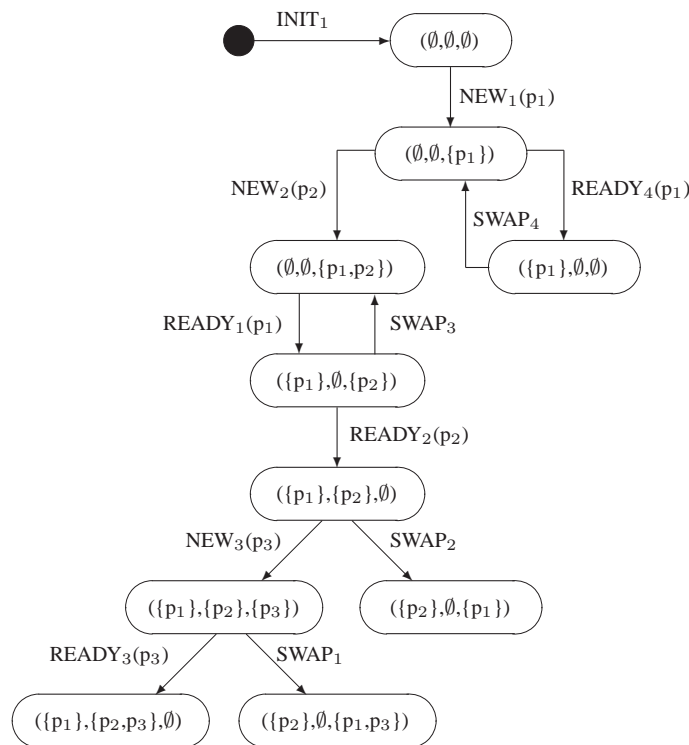 INIT₁
(∅,∅,∅)
NEW₁(p₁)
(∅,∅,{p₁})
NEW₂(p₂)
READY₄(p₁)
SWAP₄
(∅,∅,{p₁,p₂})
({p₁},∅,∅)
READY₁(p₁)
SWAP₃
({p₁},∅,{p₂})
READY₂(p₂)
({p₁},{p₂},∅)
NEW₃(p₃)
SWAP₂
({p₁},{p₂},{p₃})
({p₂},∅,{p₁})
READY₃(p₃)
SWAP₁
({p₁},{p₂,p₃},∅)
({p₂},∅,{p₁,p₃})